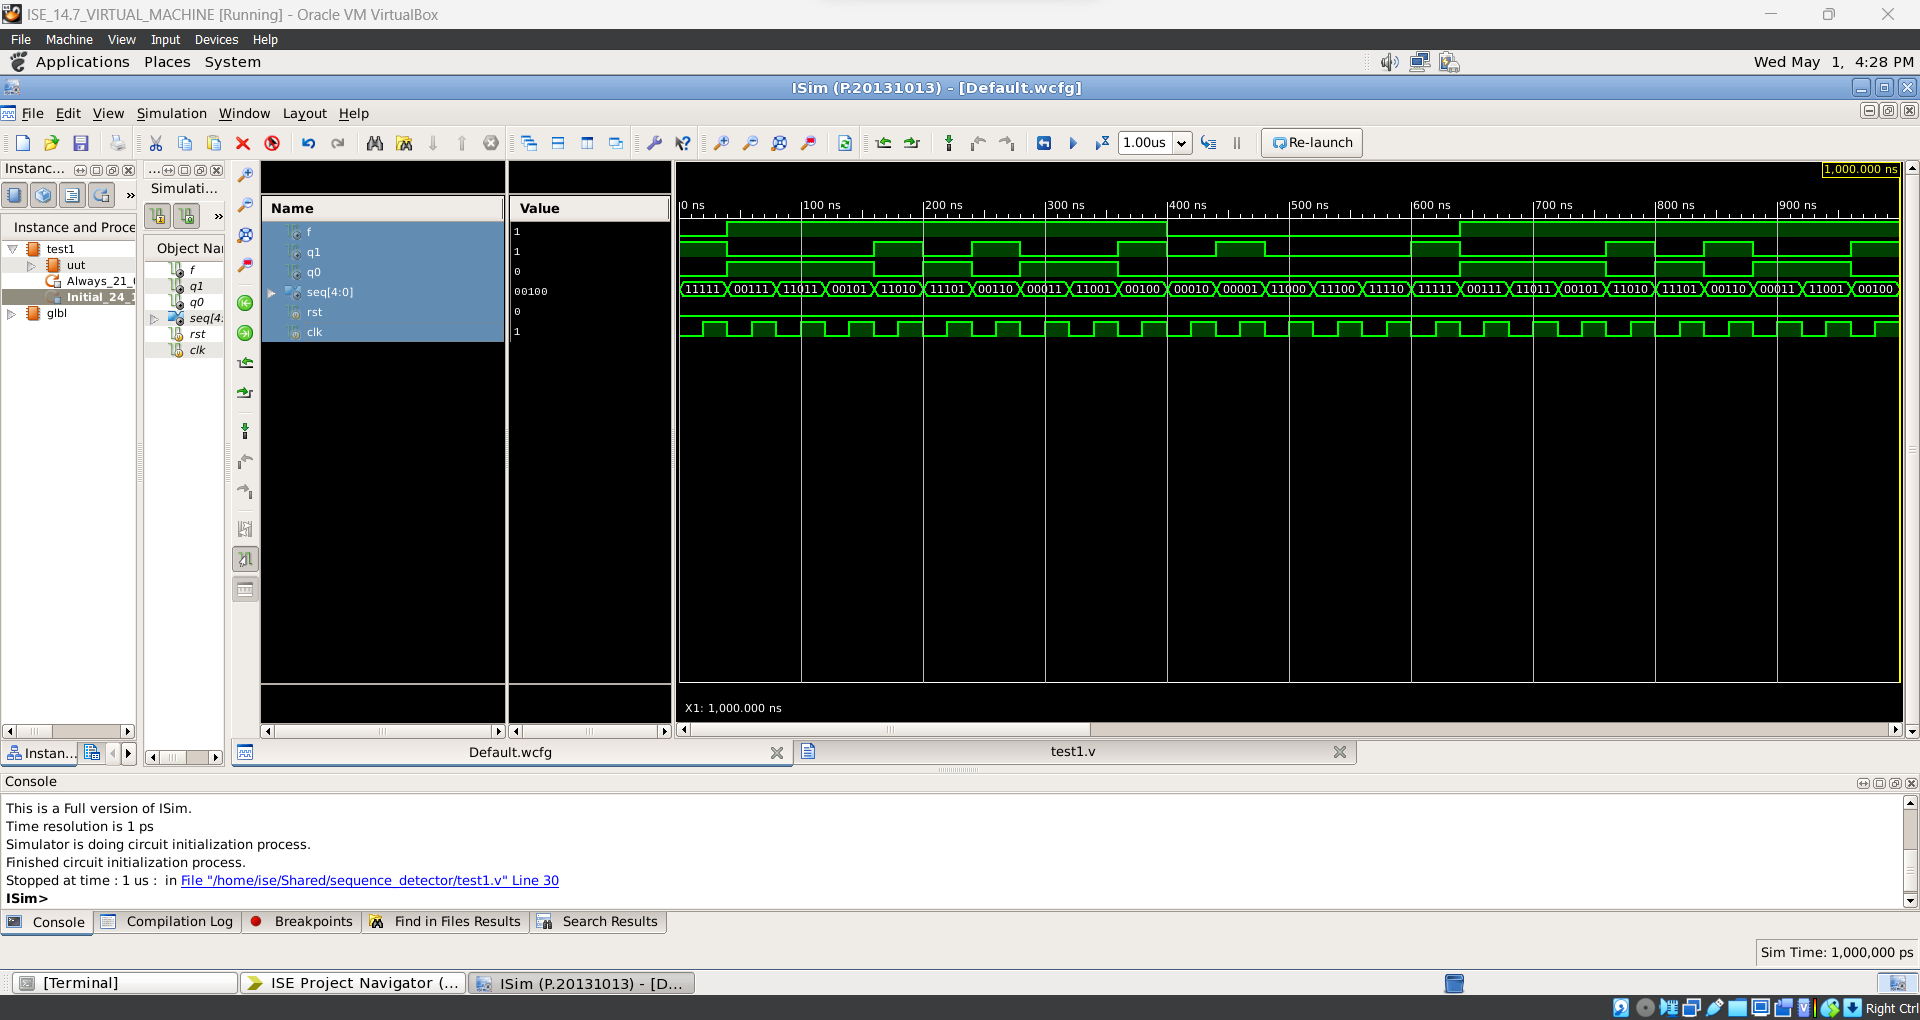 ISE_14.7_VIRTUAL_MACHINE [Running] - Oracle VM VirtualBox
File Machine View Input Devices Help
Applications Places System
Wed May 1, 4:28 PM
ISim (P.20131013) - [Default.wcfg]
File Edit View Simulation Window Layout Help
1.00us
Re-launch
Instanc...
...
Simulati...
»
»
Instance and Proce
test1
uut
Always_21_
Initial_24_
glbl
Object Nar
f
q1
q0
seq[4:
rst
clk
Name Value
f 1
q1 1
q0 0
seq[4:0] 00100
rst 0
clk 1
1,000.000 ns
0 ns 100 ns 200 ns 300 ns 400 ns 500 ns 600 ns 700 ns 800 ns 900 ns
11111 00111 11011 00101 11010 11101 00110 00011 11001 00100 00010 00001 11000 11100 11110 11111 00111 11011 00101 11010 11101 00110 00011 11001 00100
X1: 1,000.000 ns
Instan...
Default.wcfg
test1.v
Console
This is a Full version of ISim.
Time resolution is 1 ps
Simulator is doing circuit initialization process.
Finished circuit initialization process.
Stopped at time : 1 us : in File "/home/ise/Shared/sequence_detector/test1.v" Line 30
ISim>
Console Compilation Log Breakpoints Find in Files Results Search Results
Sim Time: 1,000,000 ps
[Terminal] ISE Project Navigator (... ISim (P.20131013) - [D...
Right Ctrl